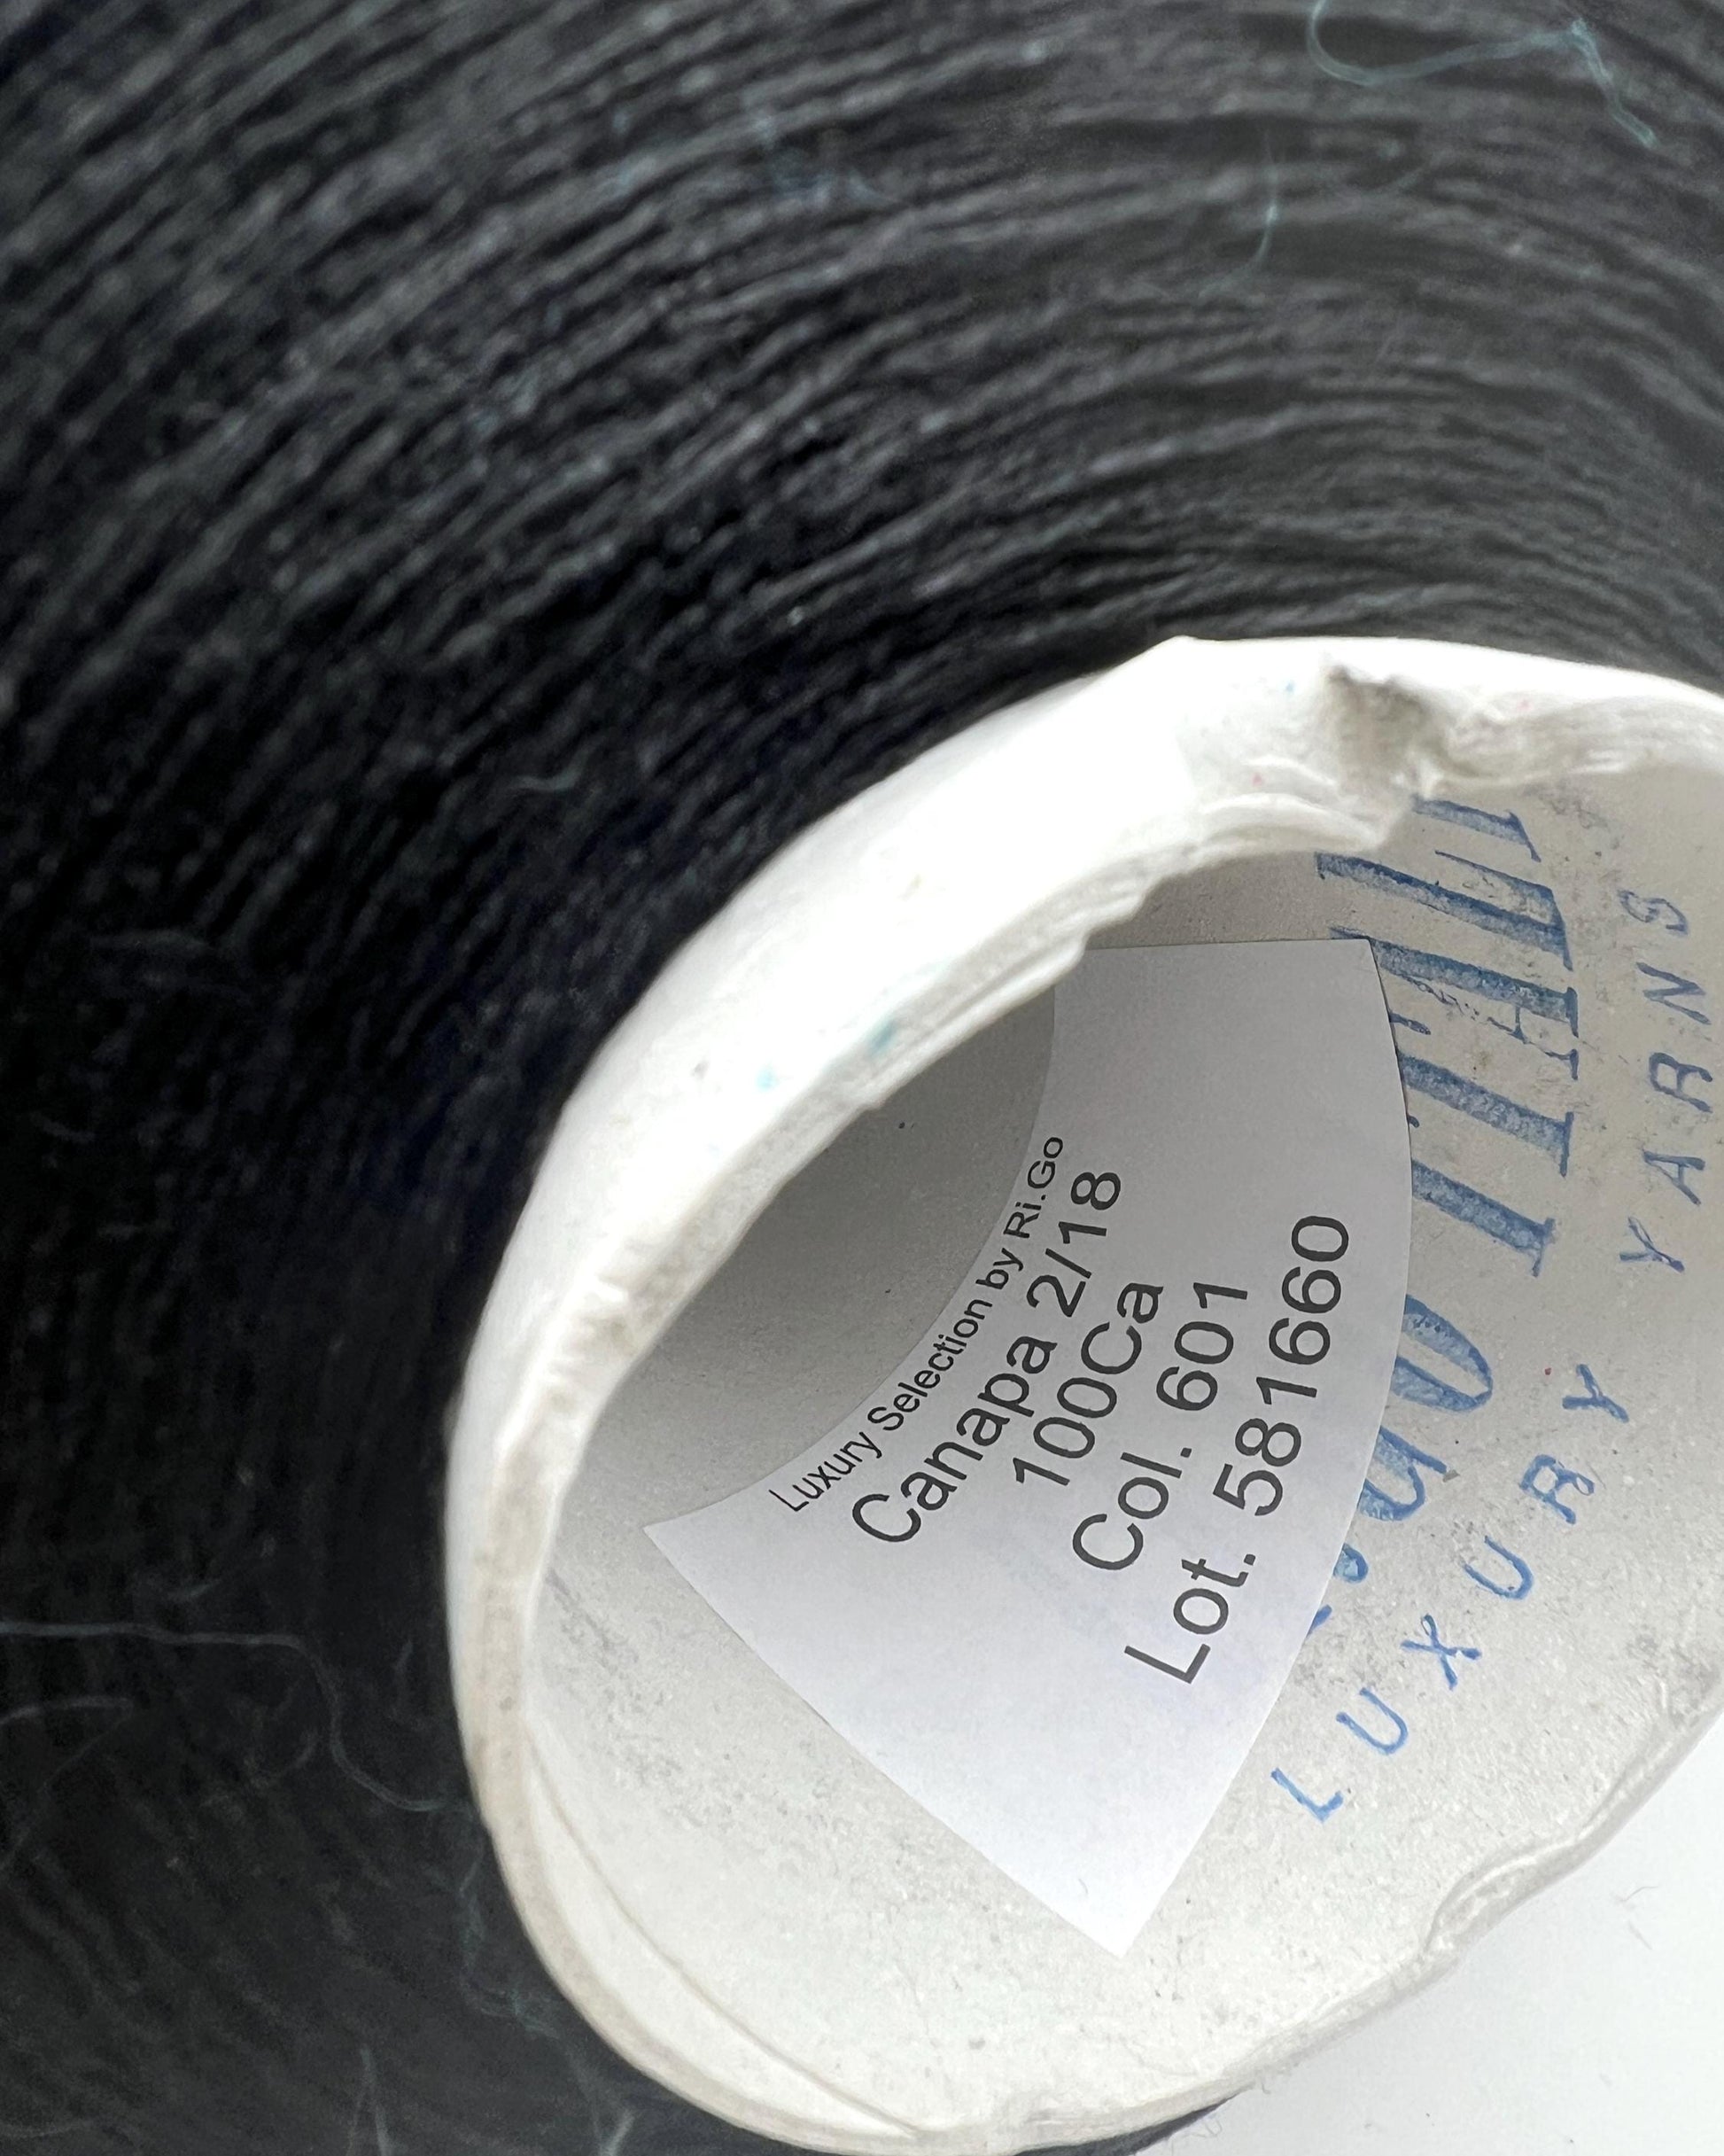 Luxury Selection by Ri.Go
Canapa 2/18
100Ca
Col. 601
Lot. 581660
LUXURY YARNS